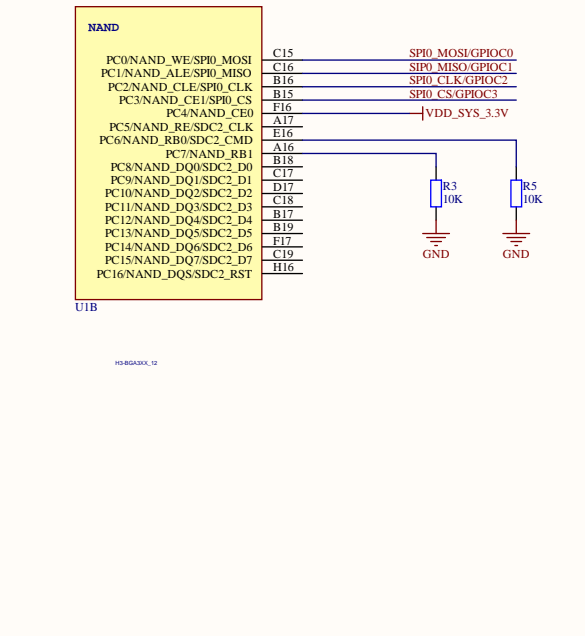 NAND
PC0/NAND_WE/SPI0_MOSI C15 SPI0_MOSI/GPIOC0
PC1/NAND_ALE/SPI0_MISO C16 SIP0_MISO/GPIOC1
PC2/NAND_CLE/SPI0_CLK B16 SPI0_CLK/GPIOC2
PC3/NAND_CE1/SPI0_CS B15 SPI0_CS/GPIOC3
PC4/NAND_CE0 F16 VDD_SYS_3.3V
PC5/NAND_RE/SDC2_CLK A17
PC6/NAND_RB0/SDC2_CMD E16
PC7/NAND_RB1 A16
PC8/NAND_DQ0/SDC2_D0 B18
PC9/NAND_DQ1/SDC2_D1 C17
PC10/NAND_DQ2/SDC2_D2 D17
PC11/NAND_DQ3/SDC2_D3 C18
PC12/NAND_DQ4/SDC2_D4 B17
PC13/NAND_DQ5/SDC2_D5 B19
PC14/NAND_DQ6/SDC2_D6 F17
PC15/NAND_DQ7/SDC2_D7 C19
PC16/NAND_DQS/SDC2_RST H16
R3 R5
10K 10K
GND GND
U1B
H3-BGA3XX_12